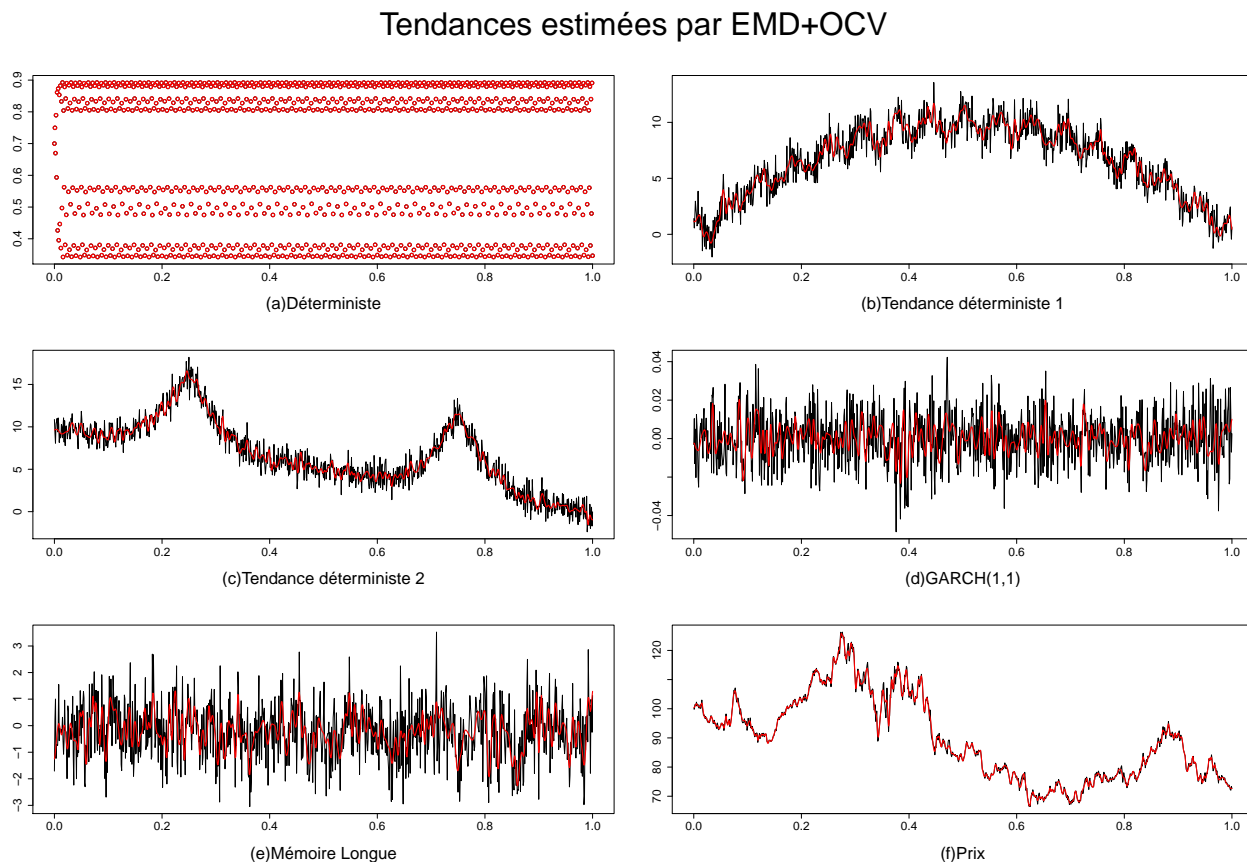 Tendances estimées par EMD+OCV
0.4 0.5 0.6 0.7 0.8 0.9
0.0 0.2 0.4 0.6 0.8 1.0
(a)Déterministe
0 5 10
0.0 0.2 0.4 0.6 0.8 1.0
(b)Tendance déterministe 1
0 5 10 15
0.0 0.2 0.4 0.6 0.8 1.0
(c)Tendance déterministe 2
−0.04 0.00 0.02 0.04
0.0 0.2 0.4 0.6 0.8 1.0
(d)GARCH(1,1)
−3 −2 −1 0 1 2 3
0.0 0.2 0.4 0.6 0.8 1.0
(e)Mémoire Longue
70 80 90 100 120
0.0 0.2 0.4 0.6 0.8 1.0
(f)Prix